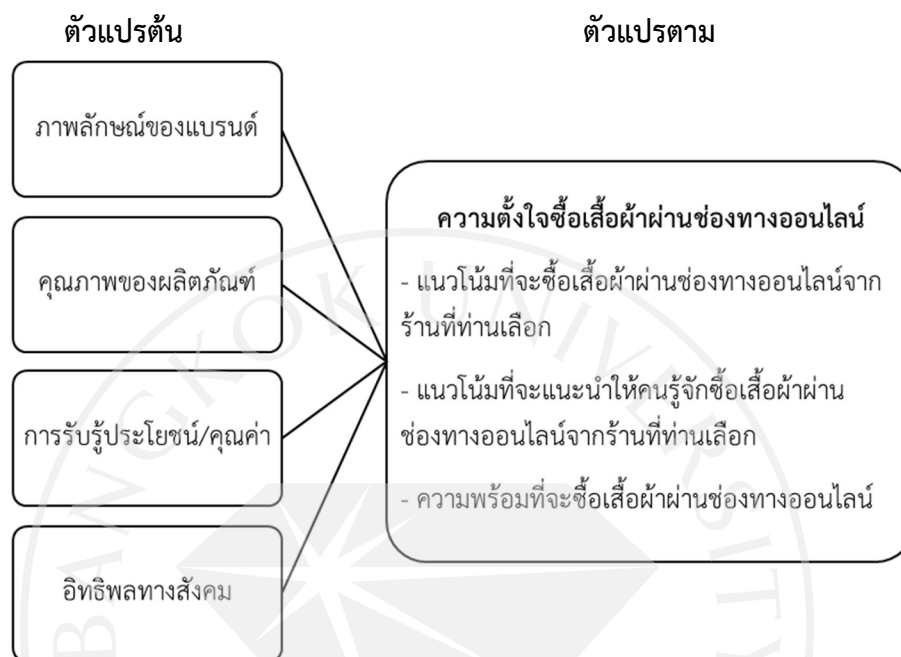 ตัวแปรต้น
ตัวแปรตาม
ภาพลักษณ์ของแบรนด์
คุณภาพของผลิตภัณฑ์
การรับรู้ประโยชน์/คุณค่า
อิทธิพลทางสังคม
ความตั้งใจซื้อเสื้อผ้าผ่านช่องทางออนไลน์
- แนวโน้มที่จะซื้อเสื้อผ้าผ่านช่องทางออนไลน์จาก
ร้านที่ท่านเลือก
- แนวโน้มที่จะแนะนำให้คนรู้จักซื้อเสื้อผ้าผ่าน
ช่องทางออนไลน์จากร้านที่ท่านเลือก
- ความพร้อมที่จะซื้อเสื้อผ้าผ่านช่องทางออนไลน์
BANGKOK UNIVERSITY